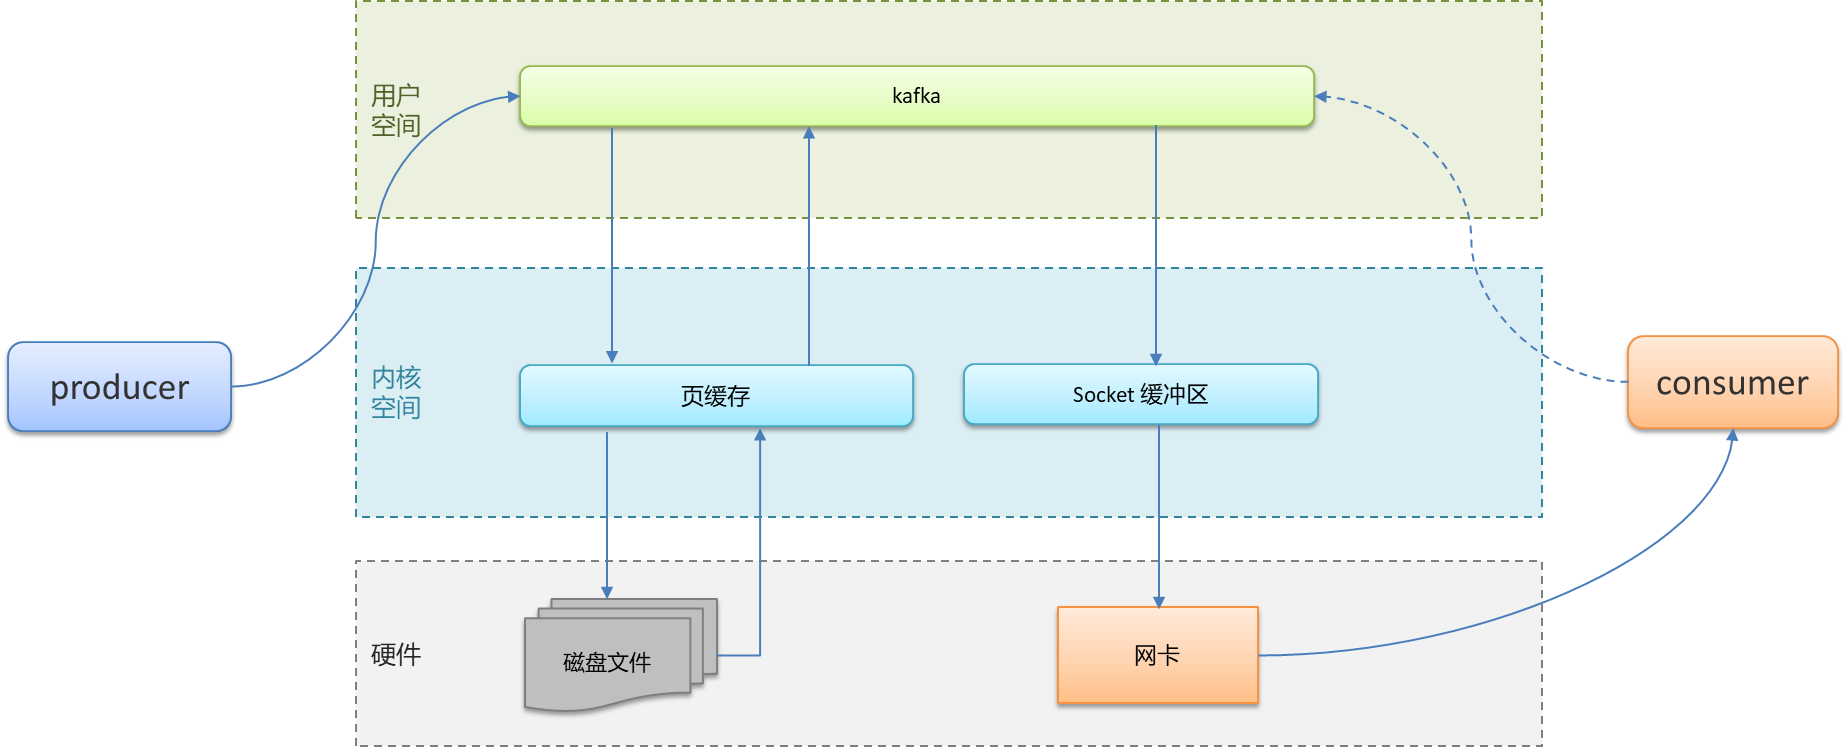 用户
空间
kafka
内核
空间
producer
页缓存
Socket 缓冲区
consumer
硬件
磁盘文件
网卡